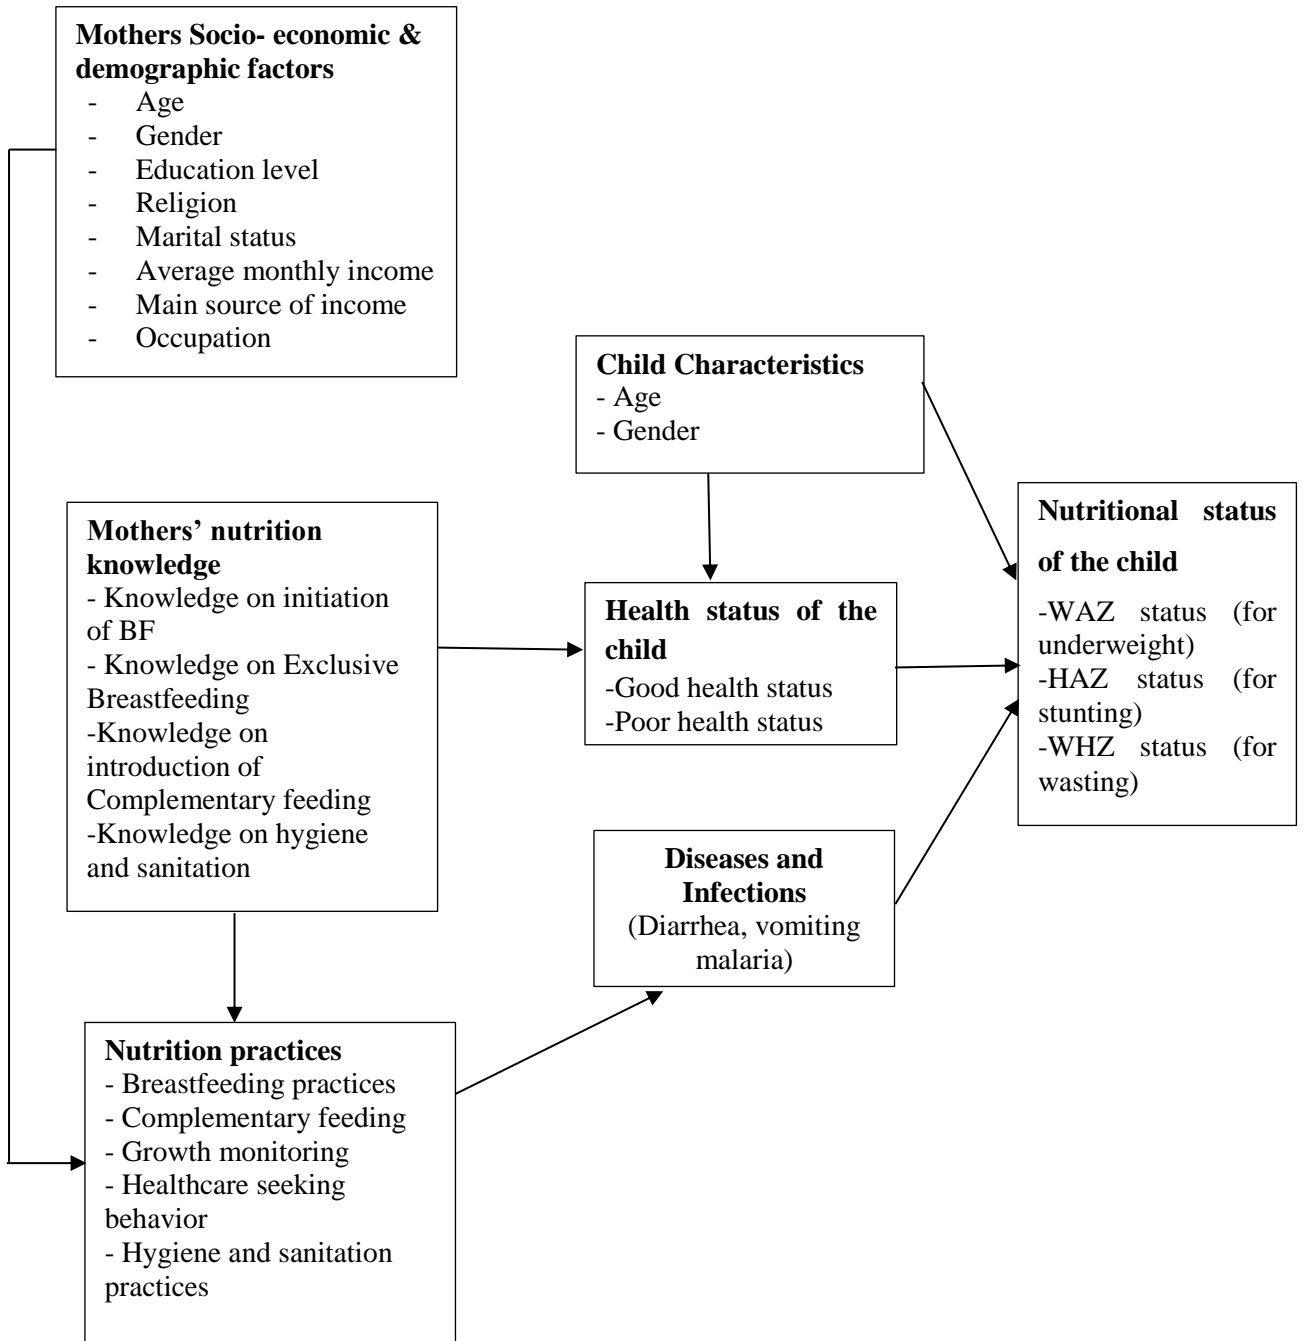 Mothers Socio- economic &
demographic factors
- Age
- Gender
- Education level
- Religion
- Marital status
- Average monthly income
- Main source of income
- Occupation
Child Characteristics
- Age
- Gender
Mothers’ nutrition
knowledge
- Knowledge on initiation
of BF
- Knowledge on Exclusive
Breastfeeding
-Knowledge on
introduction of
Complementary feeding
-Knowledge on hygiene
and sanitation
Health status of the
child
-Good health status
-Poor health status
Nutritional status
of the child
-WAZ status (for
underweight)
-HAZ status (for
stunting)
-WHZ status (for
wasting)
Diseases and
Infections
(Diarrhea, vomiting
malaria)
Nutrition practices
- Breastfeeding practices
- Complementary feeding
- Growth monitoring
- Healthcare seeking
behavior
- Hygiene and sanitation
practices